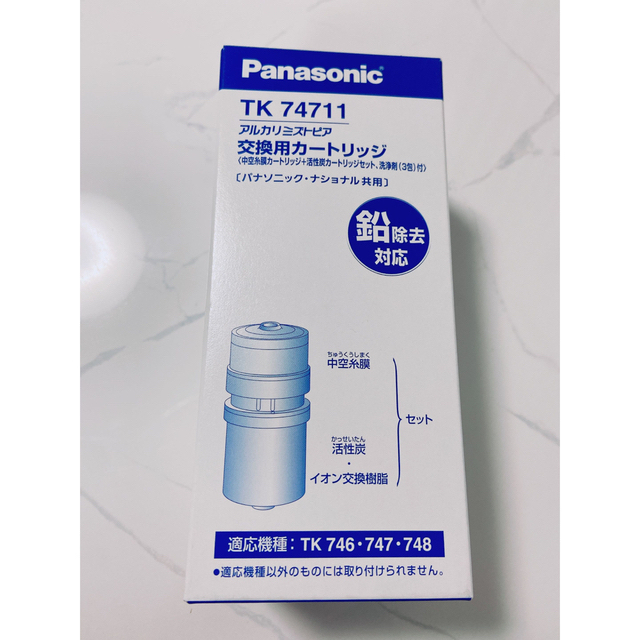 Panasonic
TK 74711
アルカリミストピア
交換用カートリッジ
〈中空糸膜カートリッジ+活性炭カートリッジセット、洗浄剤(3包)付〉
〔パナソニック・ナショナル共用〕
鉛除去
対応
ちゅうくうしまく
中空糸膜
セット
かっせいたん
活性炭
・
イオン交換樹脂
適応機種：TK 746・747・748
●適応機種以外のものには取り付けられません。